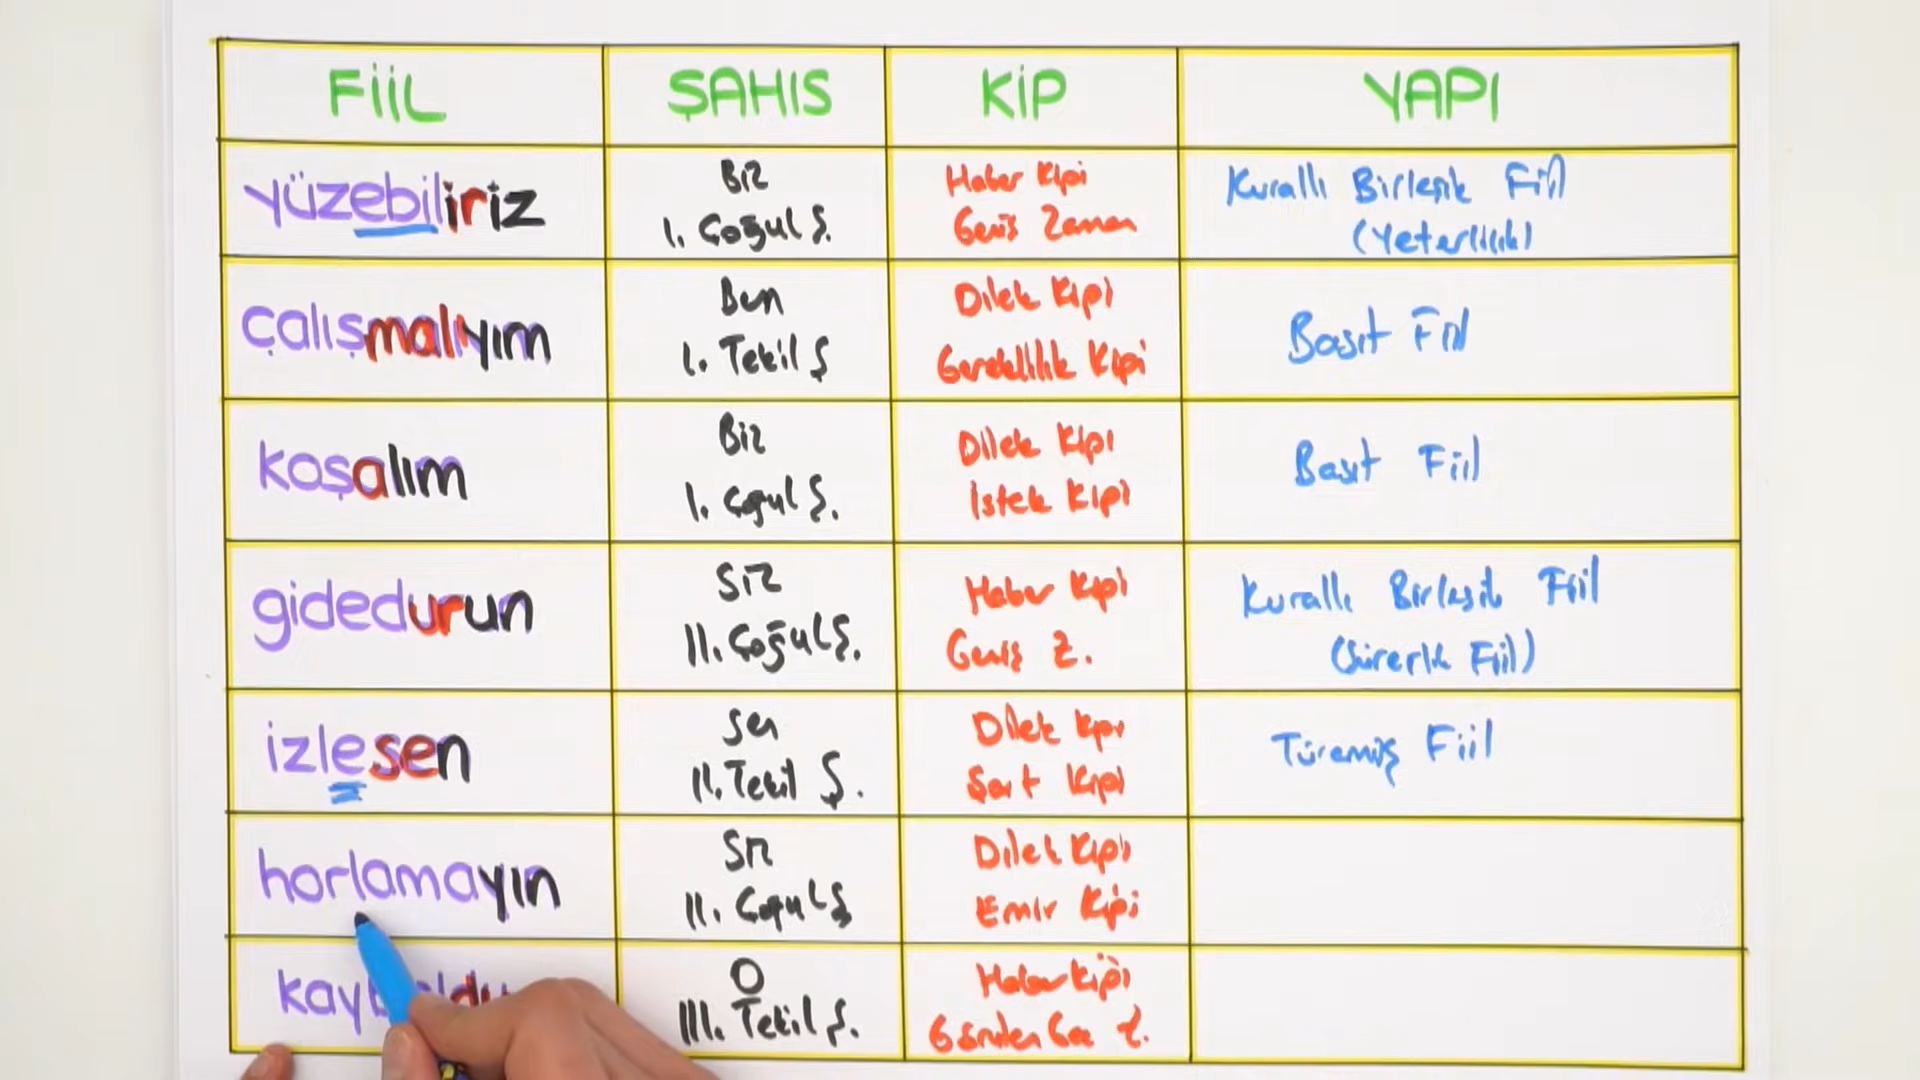 FİİL ŞAHIS KİP YAPI
yüzebiliriz Biz Haber Kipi Kurallı Birleşik Fiil
I. Çoğul Ş. Geniş Zaman (Yeterlilik)
çalışmalıyım Ben Dilek Kipi Basit Fiil
I. Tekil Ş Gereklilik Kipi
koşalım Biz Dilek Kipi Basit Fiil
I. Çoğul Ş. İstek Kipi
gidedurun Siz Haber Kipi Kurallı Birleşik Fiil
II. Çoğul Ş. Geniş Z. (Sürerlik Fiil)
izlesen Sen Dilek Kipi Türemiş Fiil
II. Tekil Ş. Şart Kipi
horlamayın Siz Dilek Kipi
II. Çoğul Ş Emir Kipi
O Haber Kipi
III. Tekil Ş.